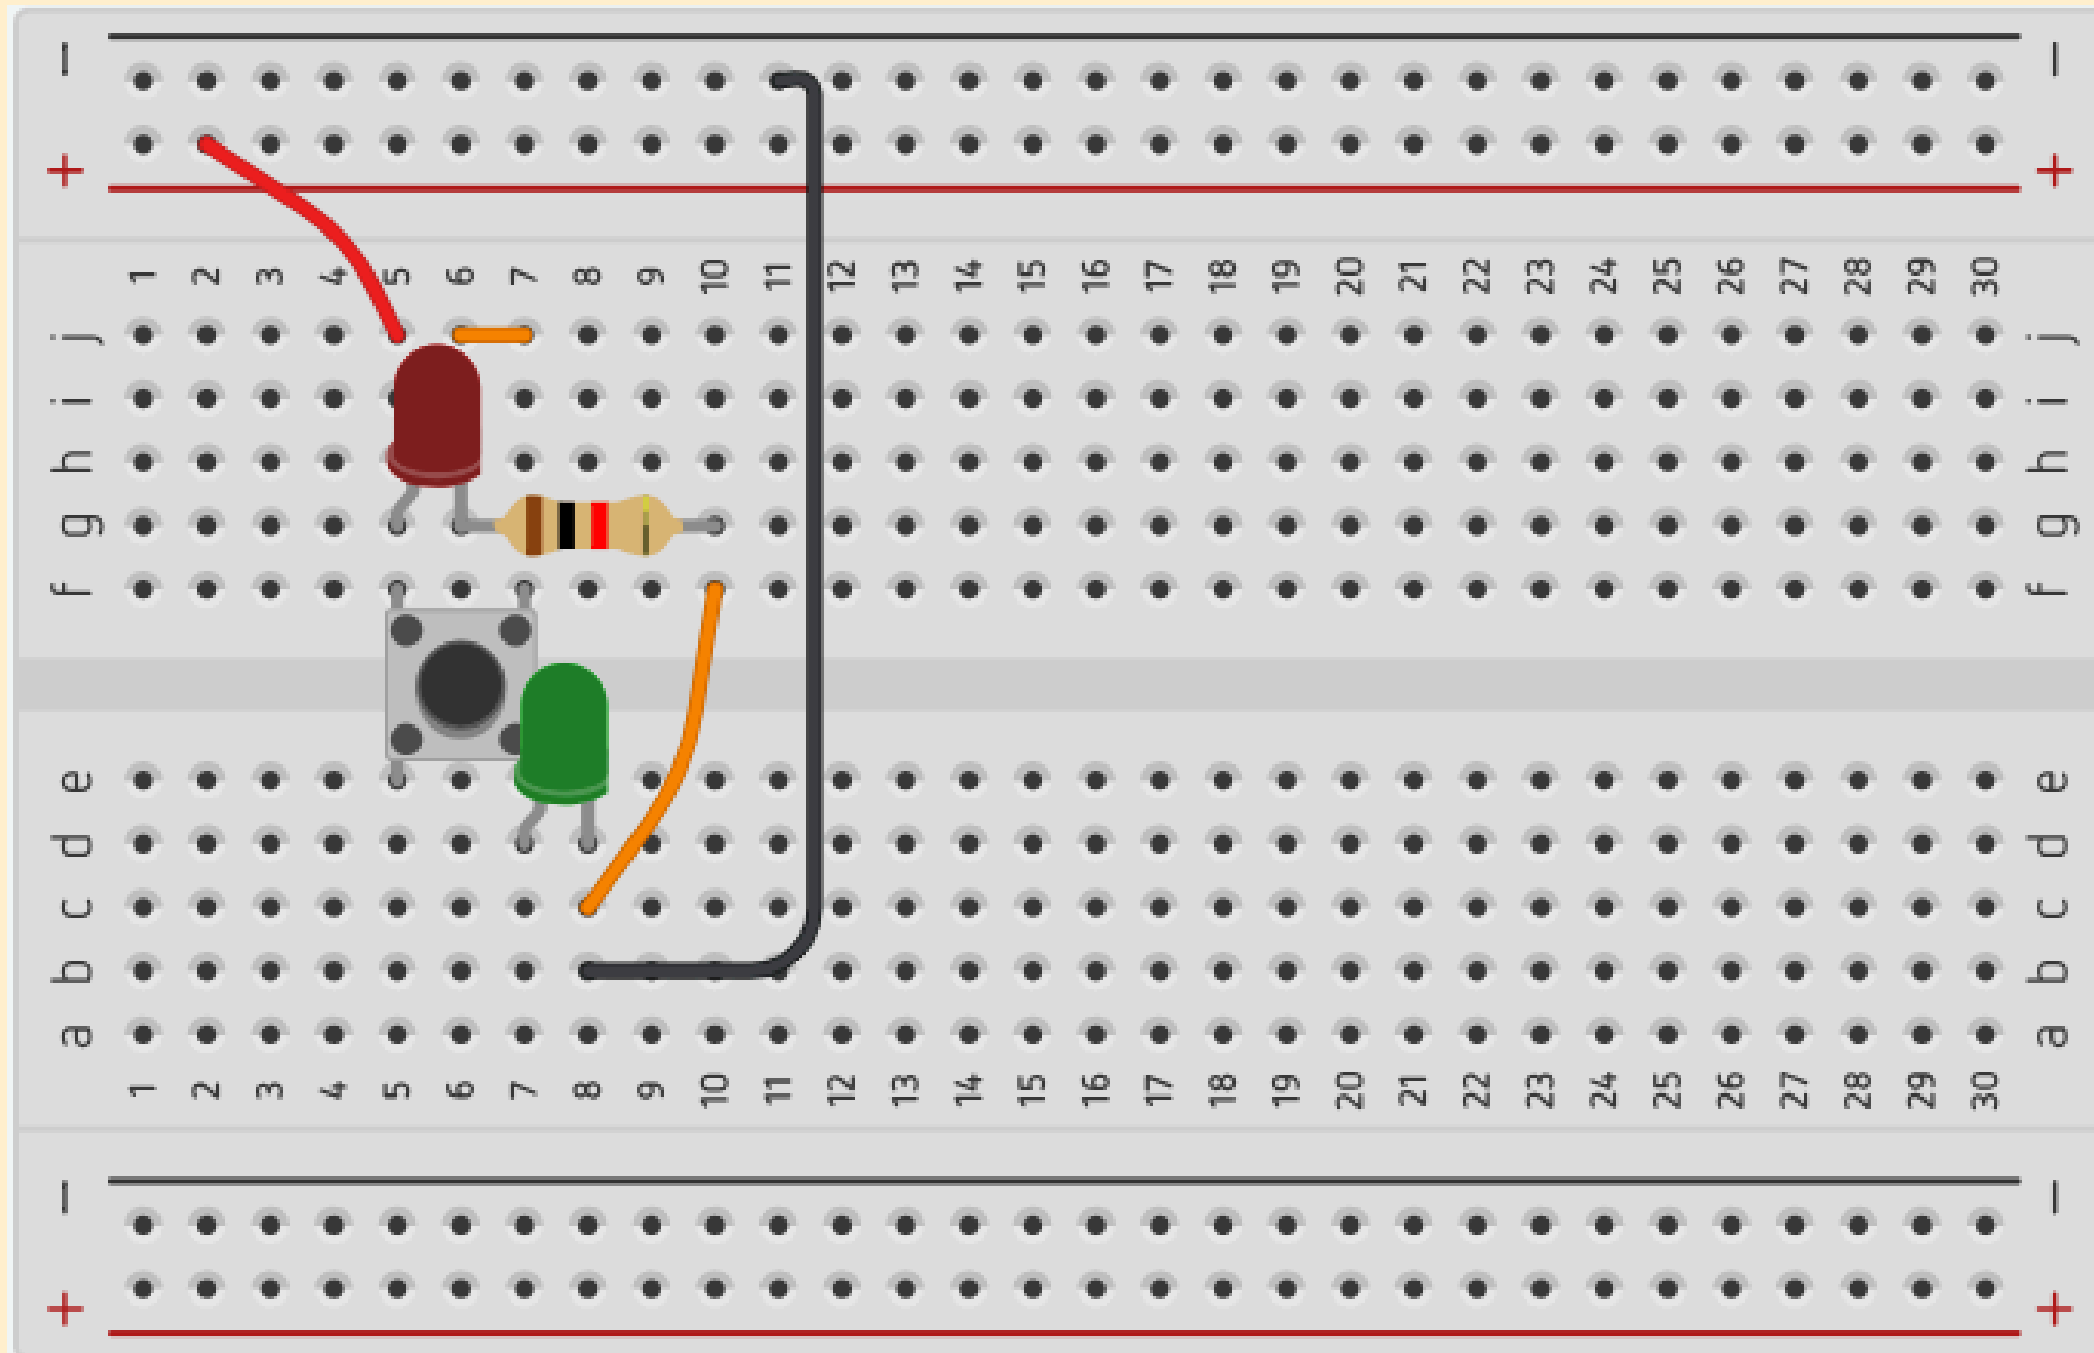 − −
+ +
1 2 3 4 5 6 7 8 9 10 11 12 13 14 15 16 17 18 19 20 21 22 23 24 25 26 27 28 29 30
j j
i i
h h
g g
f f
e e
d d
c c
b b
a a
1 2 3 4 5 6 7 8 9 10 11 12 13 14 15 16 17 18 19 20 21 22 23 24 25 26 27 28 29 30
− −
+ +